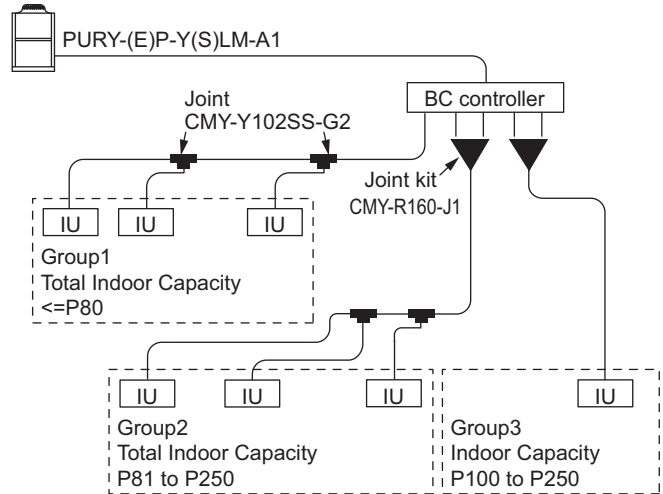 PURY-(E)P-Y(S)LM-A1
BC controller
Joint
CMY-Y102SS-G2
Joint kit
CMY-R160-J1
IU
IU
IU
Group1
Total Indoor Capacity
<=P80
IU
IU
IU
Group2
Total Indoor Capacity
P81 to P250
IU
Group3
Indoor Capacity
P100 to P250